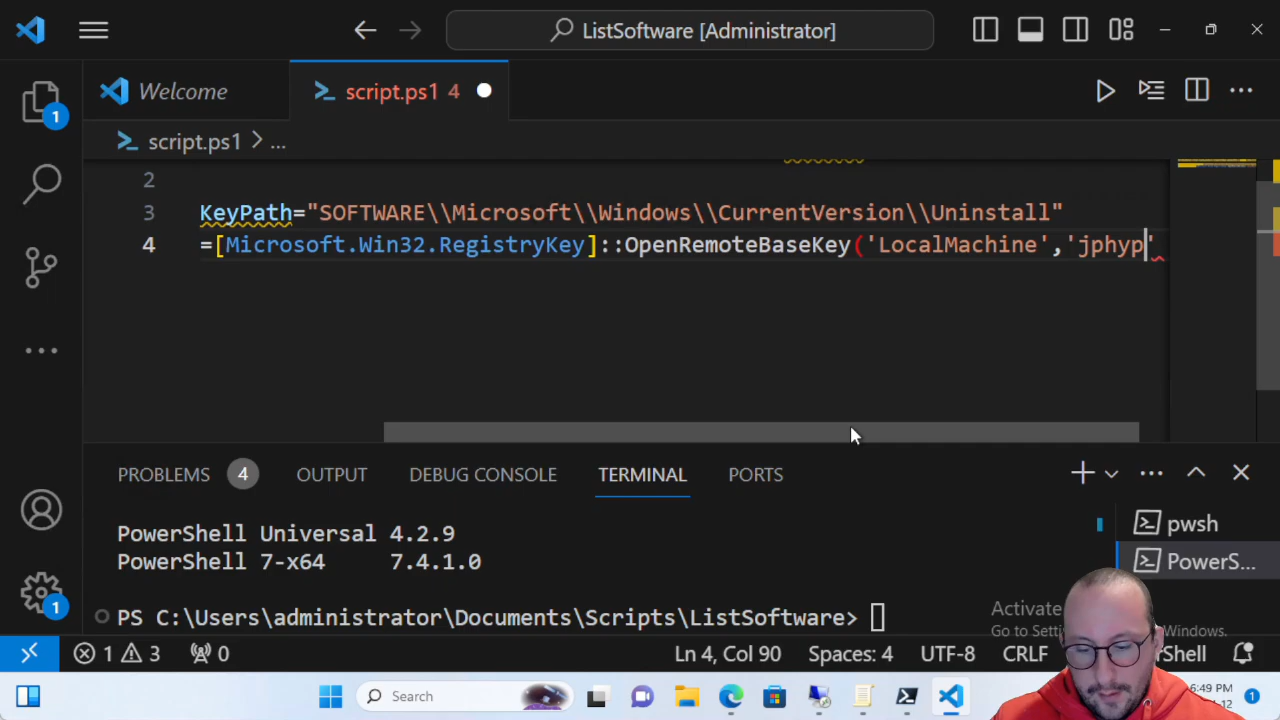 ListSoftware [Administrator]
Welcome
script.ps1 4
script.ps1 > ...
2
3 KeyPath="SOFTWARE\\Microsoft\\Windows\\CurrentVersion\\Uninstall"
4 =[Microsoft.Win32.RegistryKey]::OpenRemoteBaseKey('LocalMachine','jphyp'
1
PROBLEMS 4 OUTPUT DEBUG CONSOLE TERMINAL PORTS
PowerShell Universal 4.2.9
PowerShell 7-x64 7.4.1.0
PS C:\Users\administrator\Documents\Scripts\ListSoftware>
pwsh
PowerS...
Activate
Go to Setti
Windows.
1 3 0 Ln 4, Col 90 Spaces: 4 UTF-8 CRLF
1
Search
6:49 PM
1